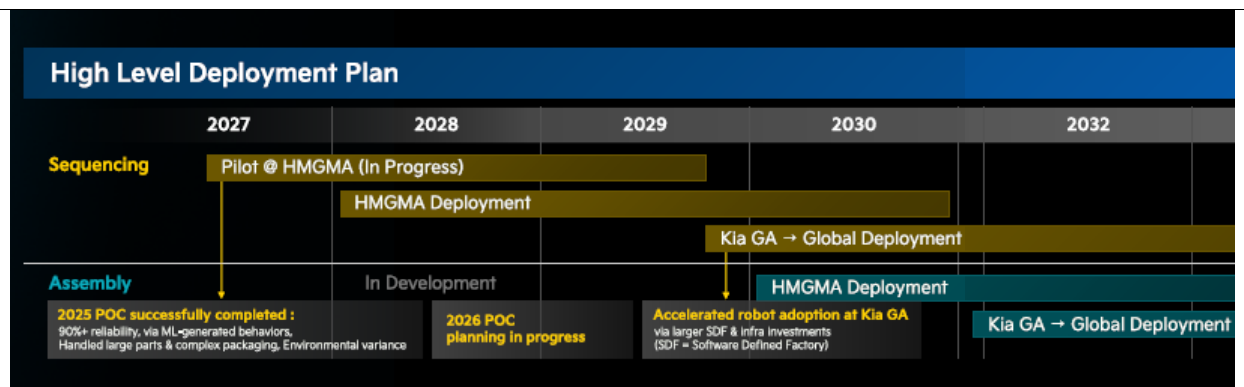 High Level Deployment Plan
2027 2028 2029 2030 2032
Sequencing
Pilot @ HMGMA (In Progress)
HMGMA Deployment
Kia GA → Global Deployment
Assembly
In Development
HMGMA Deployment
2025 POC successfully completed :
90%+ reliability, via ML-generated behaviors,
Handled large parts & complex packaging, Environmental variance
2026 POC
planning in progress
Accelerated robot adoption at Kia GA
via larger SDF & infra investments
(SDF = Software Defined Factory)
Kia GA → Global Deployment